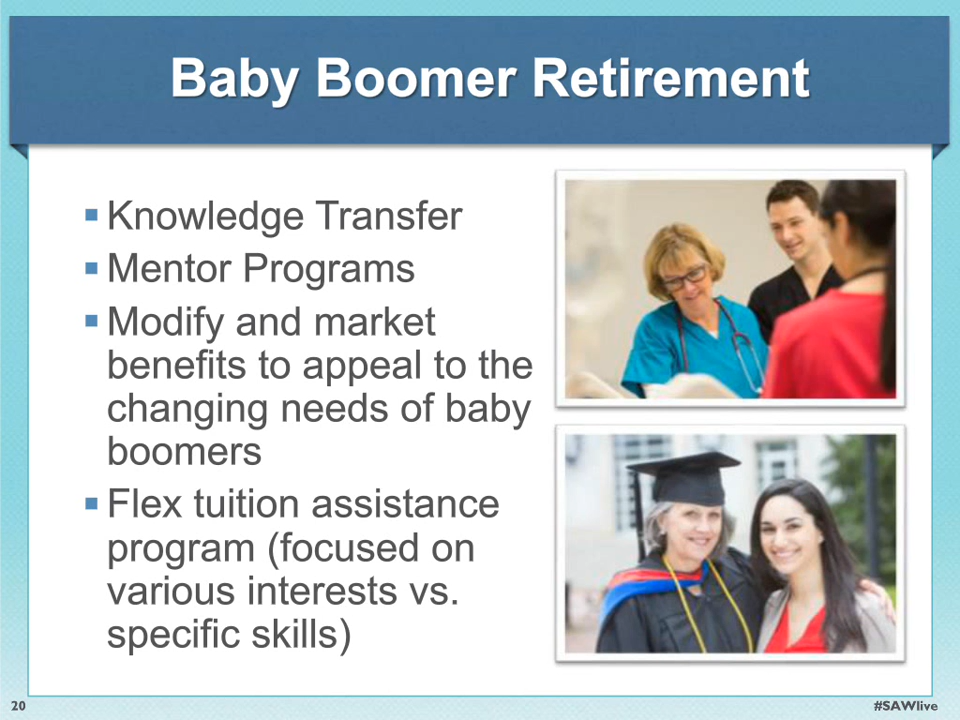 Baby Boomer Retirement
▪ Knowledge Transfer
▪ Mentor Programs
▪ Modify and market
benefits to appeal to the
changing needs of baby
boomers
▪ Flex tuition assistance
program (focused on
various interests vs.
specific skills)
20
#SAWlive